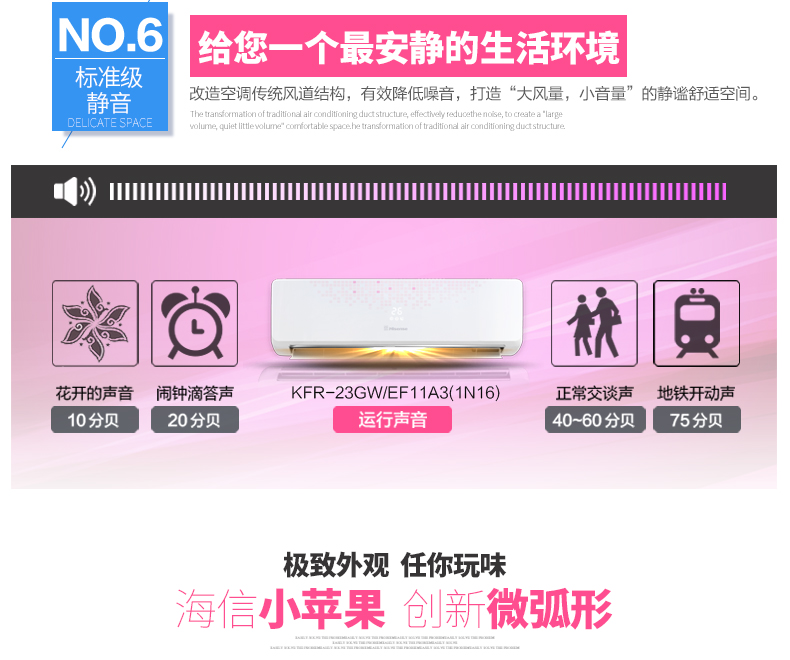 NO.6
标准级
静音
DELICATE SPACE
给您一个最安静的生活环境
改造空调传统风道结构，有效降低噪音，打造“大风量，小音量”的静谧舒适空间。
The transformation of traditional air conditioning duct structure, effectively reducethe noise, to create a "large
volume, quiet little volume" comfortable space.he transformation of traditional air conditioning duct structure.
26
Hisense
花开的声音
10分贝
闹钟滴答声
20分贝
KFR-23GW/EF11A3(1N16)
运行声音
正常交谈声
40~60分贝
地铁开动声
75分贝
极致外观 任你玩味
海信小苹果 创新微弧形